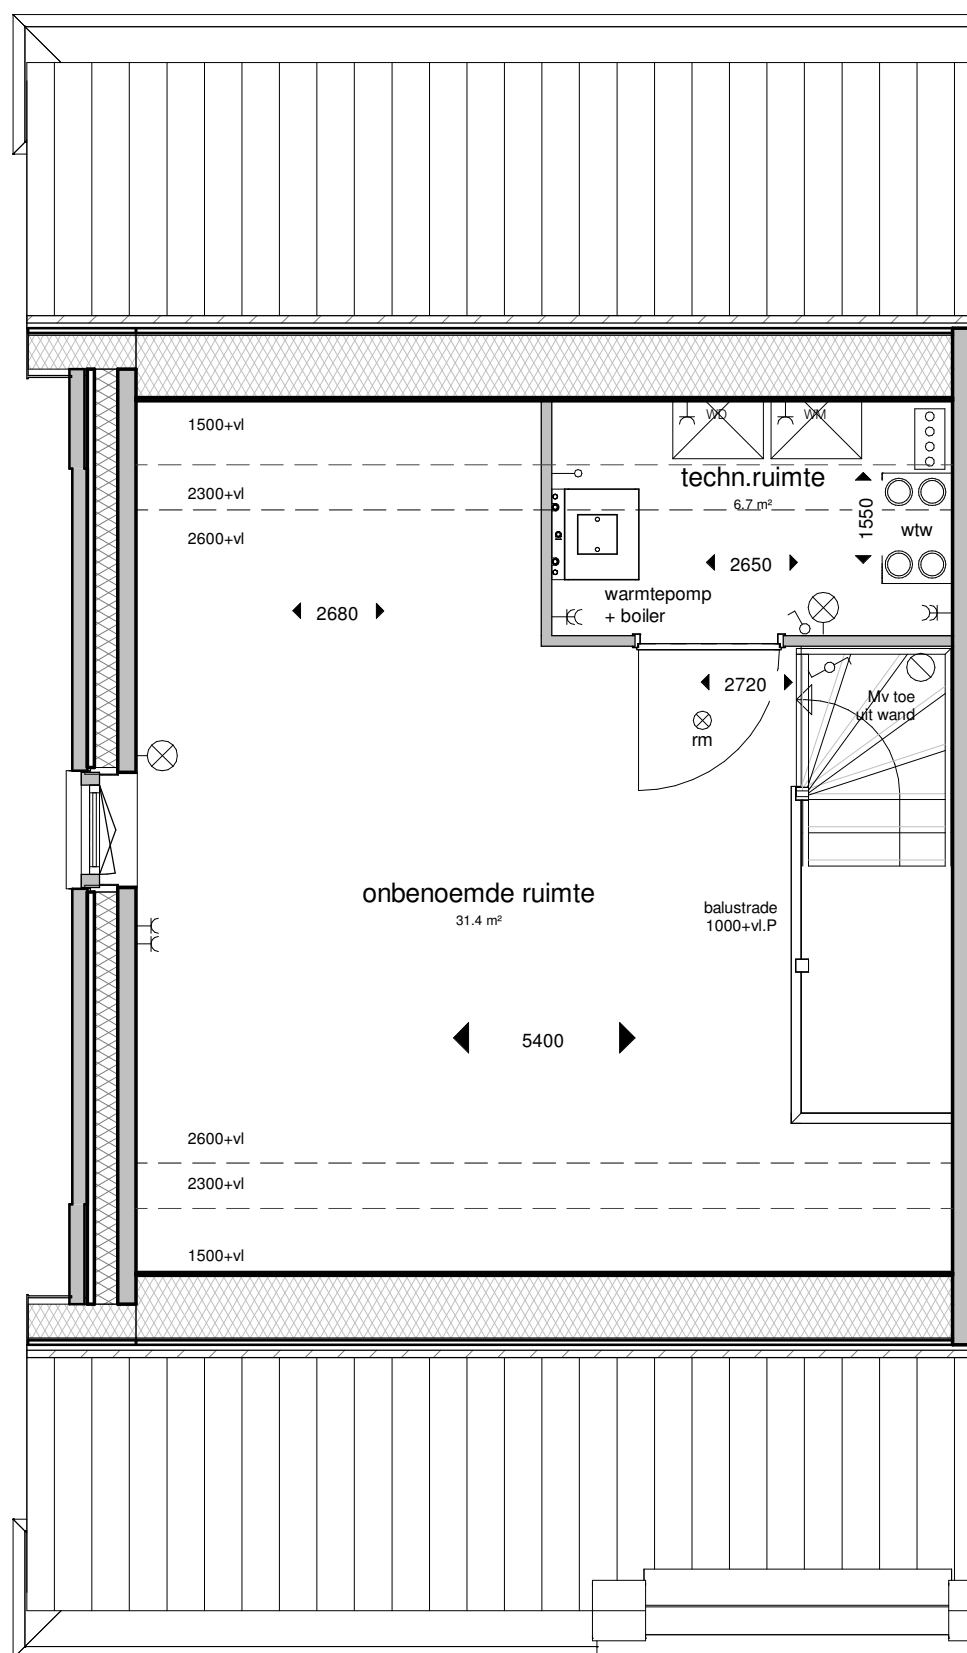 1500+vl
WD
WM
techn.ruimte
6.7 m²
2300+vl
1550
wtw
2600+vl
2650
warmtepomp
+ boiler
2680
2720
Mv toe
uit wand
rm
onbenoemde ruimte
31.4 m²
balustrade
1000+vl.P
5400
2600+vl
2300+vl
1500+vl